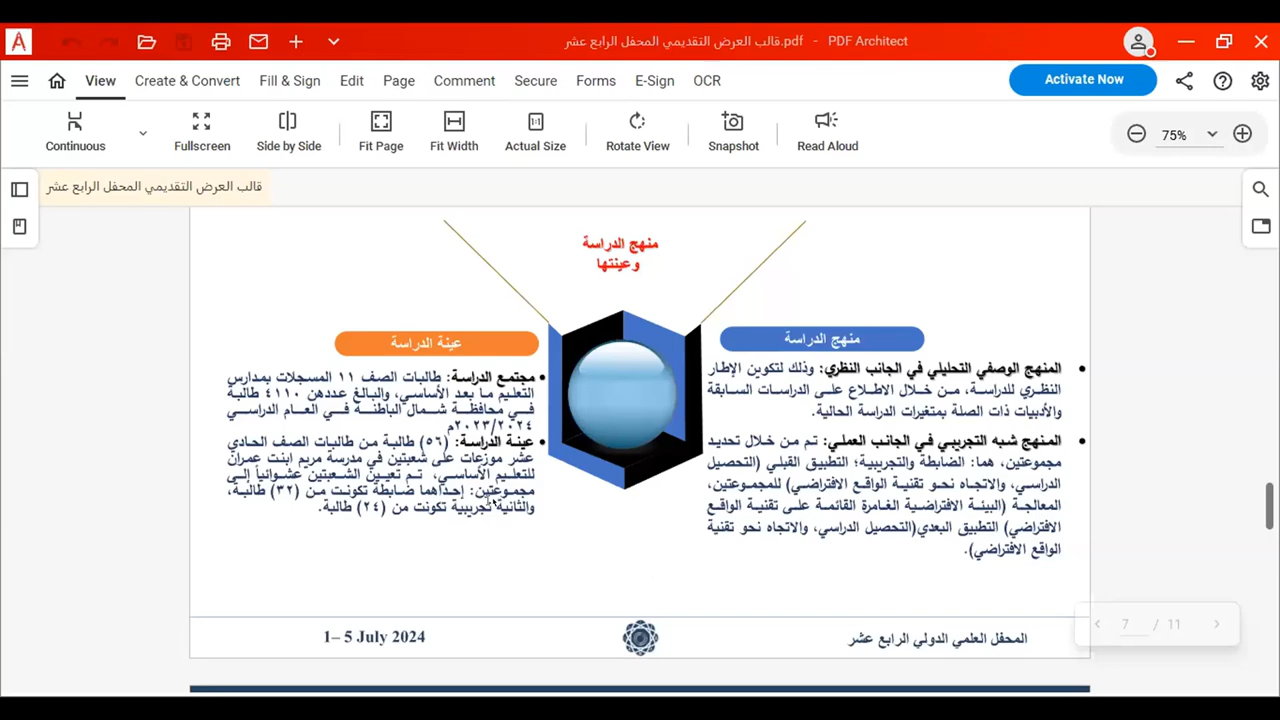 قالب العرض التقديمي المحفل الرابع عشر.pdf - PDF Architect
View
Create & Convert
Fill & Sign
Edit
Page
Comment
Secure
Forms
E-Sign
OCR
Activate Now
Continuous
Fullscreen
Side by Side
Fit Page
Fit Width
Actual Size
Rotate View
Snapshot
Read Aloud
75%
قالب العرض التقديمي المحفل الرابع عشر
منهج الدراسة
وعينتها
منهج الدراسة
المنهج الوصفي التحليلي في الجانب النظري: وذلك لتكوين الإطار
النظري للدراسة، من خلال الاطلاع على الدراسات السابقة
والأدبيات ذات الصلة بمتغيرات الدراسة الحالية.
المنهج شبه التجريبي في الجانب العملي: تم من خلال تحديد
مجموعتين، هما: الضابطة والتجريبية؛ التطبيق القبلي (التحصيل
الدراسي، والاتجاه نحو تقنية الواقع الافتراضي) للمجموعتين،
المعالجة (البيئة الافتراضية الغامرة القائمة على تقنية الواقع
الافتراضي) التطبيق البعدي(التحصيل الدراسي، والاتجاه نحو تقنية
الواقع الافتراضي).
عينة الدراسة
مجتمع الدراسة: طالبات الصف ١١ المسجلات بمدارس
التعليم ما بعد الأساسي، والبالغ عددهن ٤١١٠ طالبة
في محافظة شمال الباطنة في العام الدراسي
٢٠٢٣/٢٠٢٤م
عينة الدراسة: (٥٦) طالبة من طالبات الصف الحادي
عشر موزعات على شعبتين في مدرسة مريم ابنت عمران
للتعليم الأساسي، تم تعيين الشعبتين عشوائياً إلى
مجموعتين: إحداهما ضابطة تكونت من (٣٢) طالبة،
والثانية تجريبية تكونت من (٢٤) طالبة.
المحفل العلمي الدولي الرابع عشر
1– 5 July 2024
7 / 11